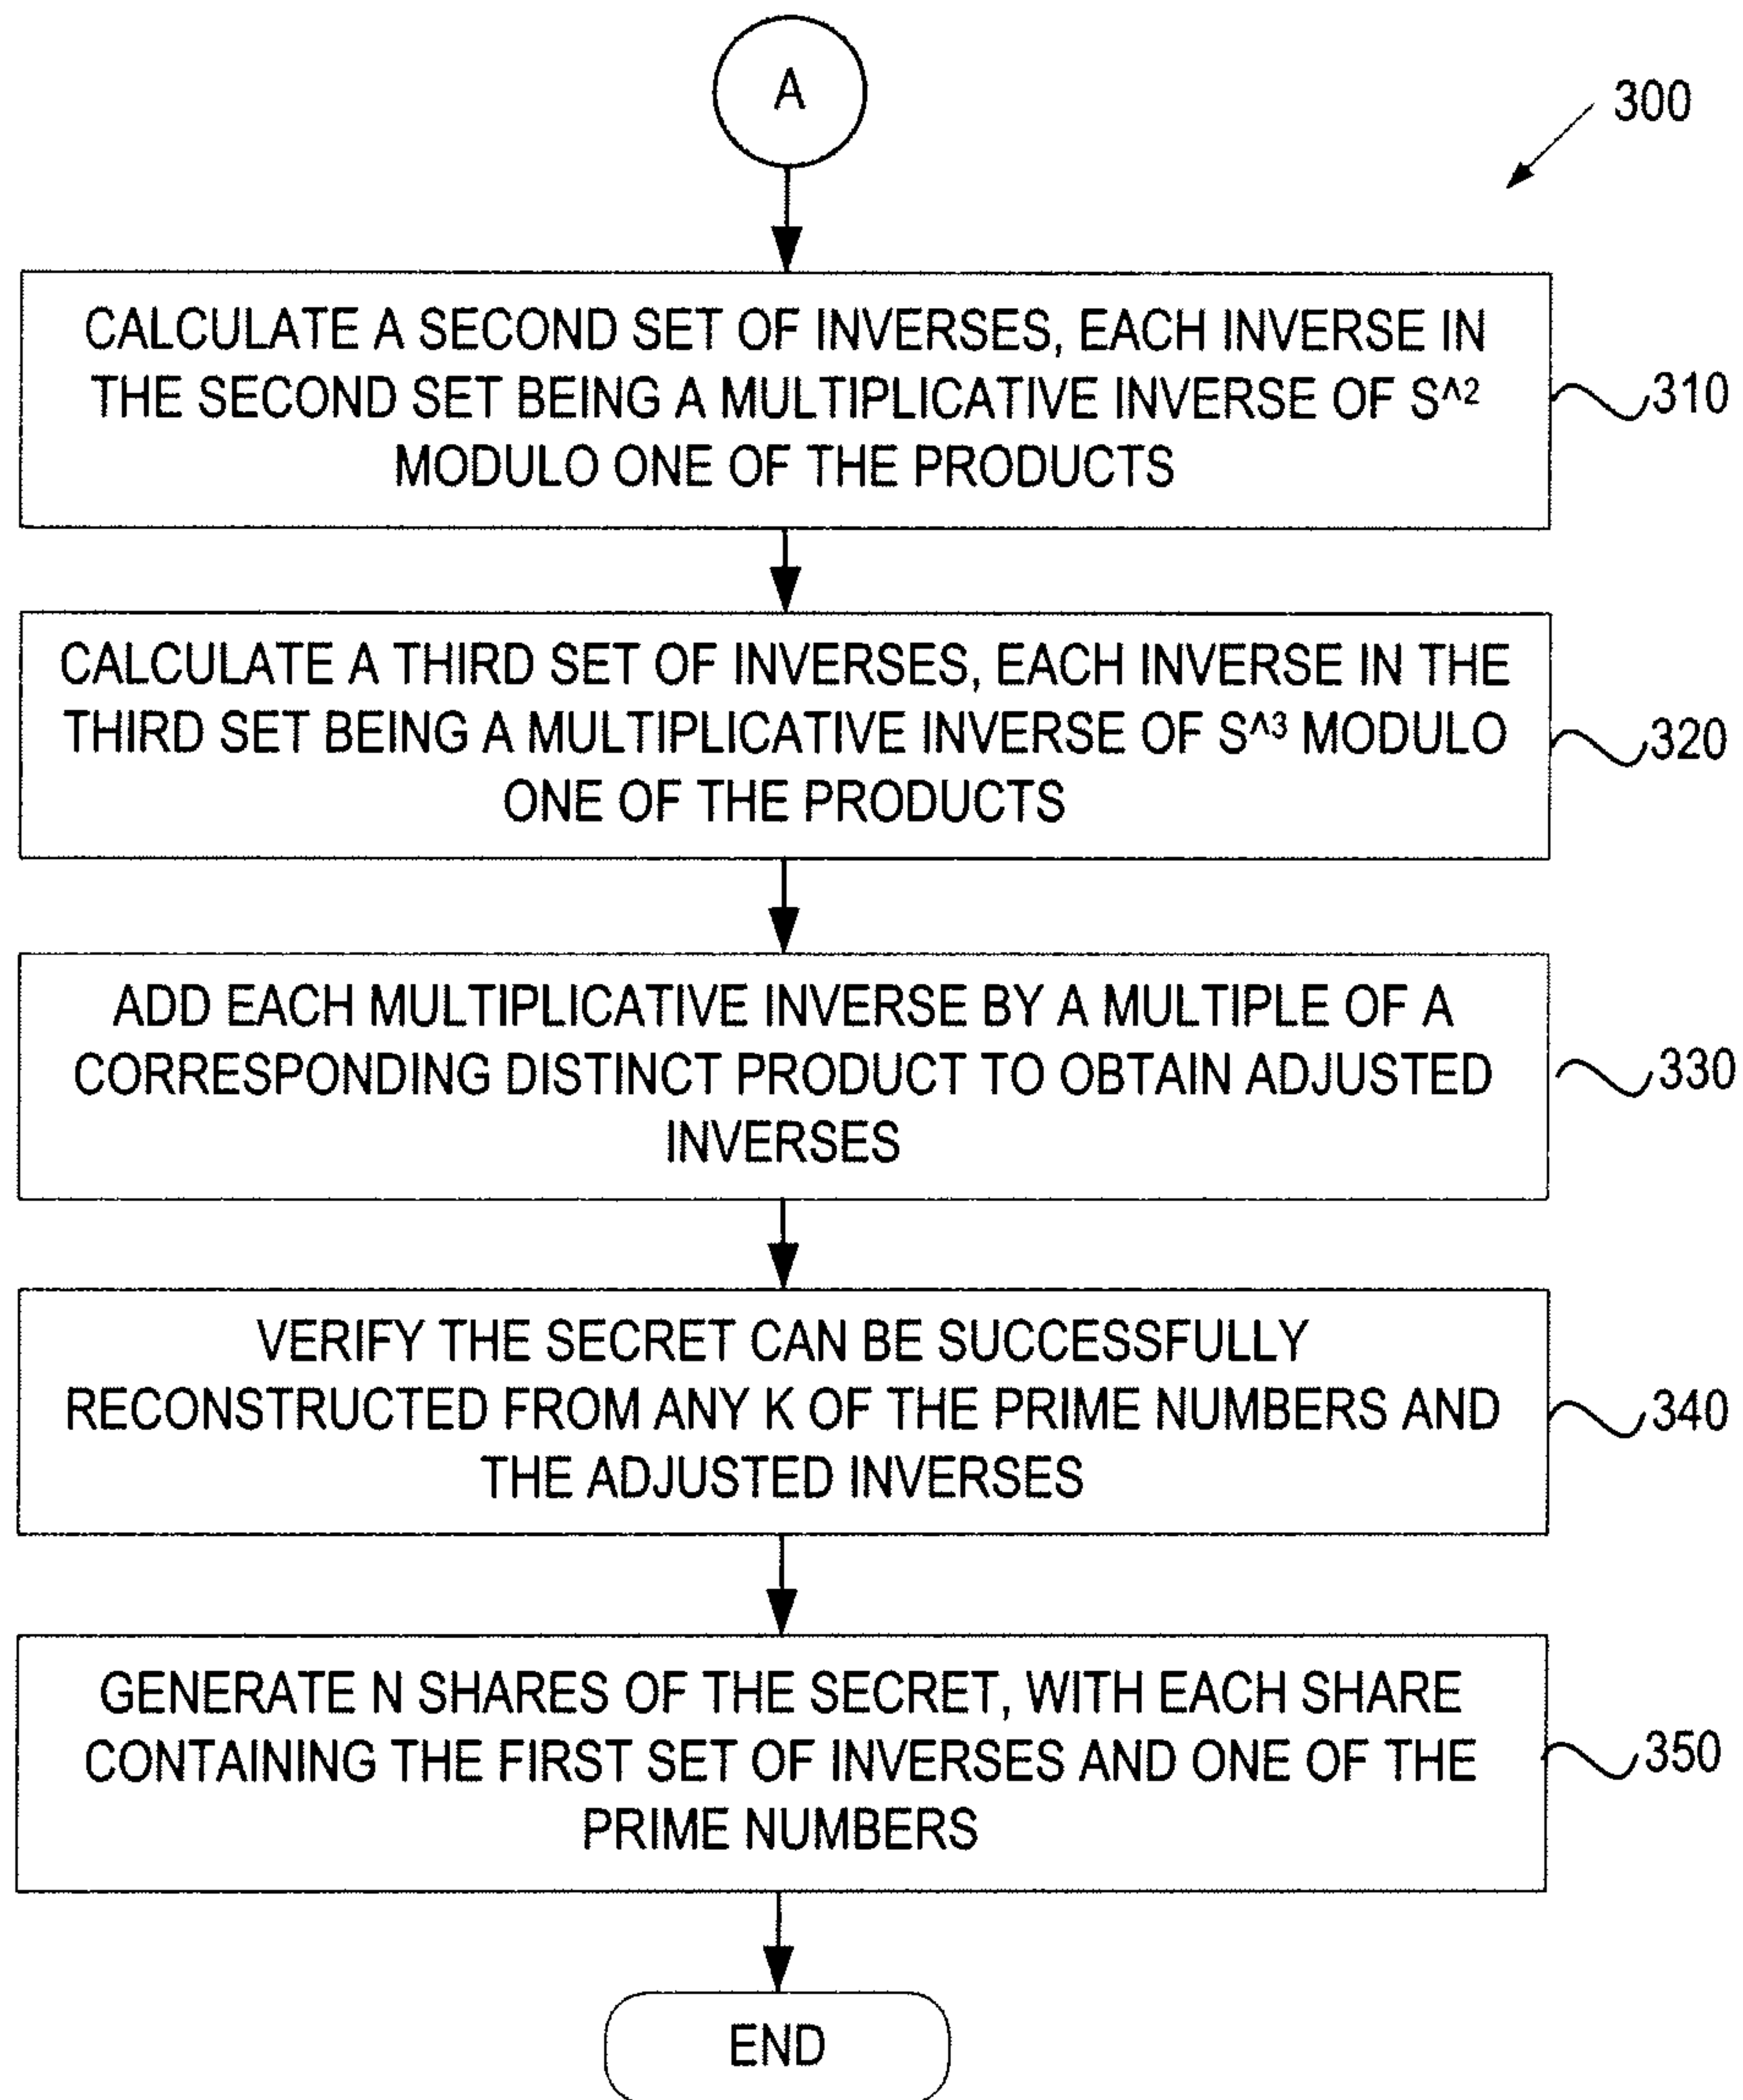 A
300
CALCULATE A SECOND SET OF INVERSES, EACH INVERSE IN
THE SECOND SET BEING A MULTIPLICATIVE INVERSE OF S^2
MODULO ONE OF THE PRODUCTS
310
CALCULATE A THIRD SET OF INVERSES, EACH INVERSE IN THE
THIRD SET BEING A MULTIPLICATIVE INVERSE OF S^3 MODULO
ONE OF THE PRODUCTS
320
ADD EACH MULTIPLICATIVE INVERSE BY A MULTIPLE OF A
CORRESPONDING DISTINCT PRODUCT TO OBTAIN ADJUSTED
INVERSES
330
VERIFY THE SECRET CAN BE SUCCESSFULLY
RECONSTRUCTED FROM ANY K OF THE PRIME NUMBERS AND
THE ADJUSTED INVERSES
340
GENERATE N SHARES OF THE SECRET, WITH EACH SHARE
CONTAINING THE FIRST SET OF INVERSES AND ONE OF THE
PRIME NUMBERS
350
END